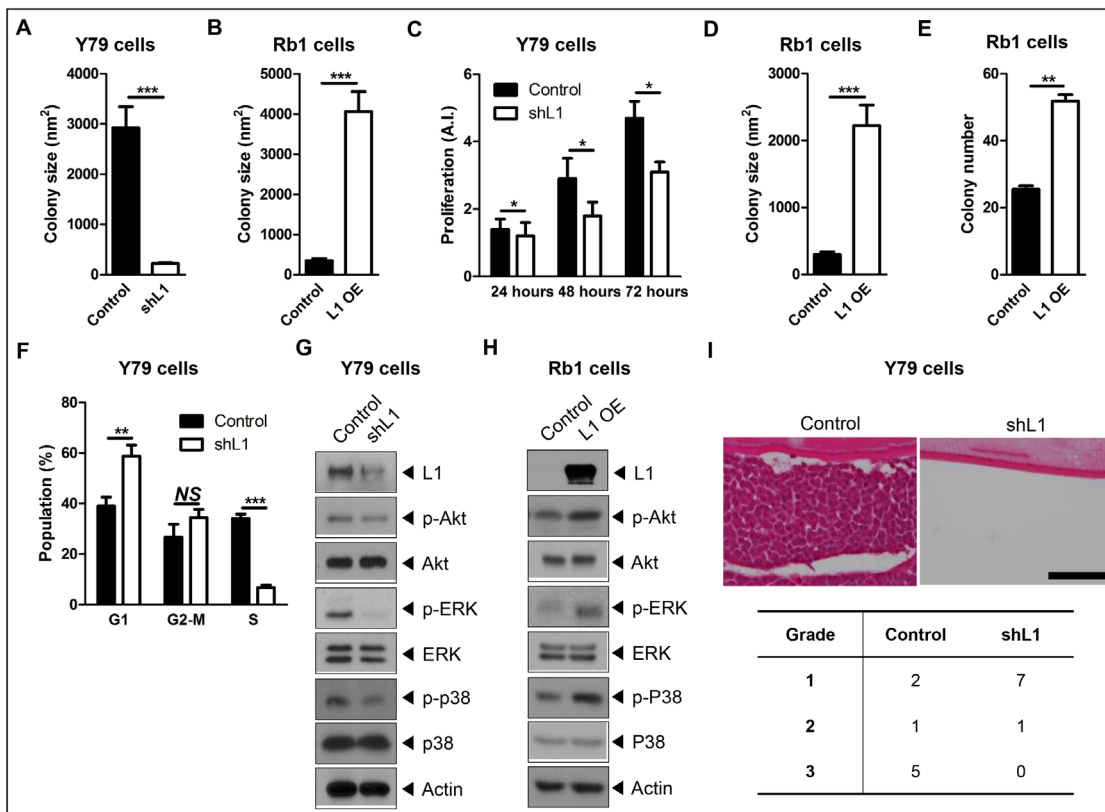 A
Y79 cells
Colony size (nm²)
4000
3000
2000
1000
0
***
Control
shL1
B
Rb1 cells
Colony size (nm²)
5000
4000
3000
2000
1000
0
***
Control
L1 OE
C
Y79 cells
Proliferation (A.I.)
6
4
2
0
Control
shL1
*
*
*
24 hours 48 hours 72 hours
D
Rb1 cells
Colony size (nm²)
3000
2000
1000
0
***
Control
L1 OE
E
Rb1 cells
Colony number
60
40
20
0
**
Control
L1 OE
F
Y79 cells
Population (%)
80
60
40
20
0
Control
shL1
**
NS
***
G1 G2-M S
G
Y79 cells
Control
shL1
L1
p-Akt
Akt
p-ERK
ERK
p-p38
p38
Actin
H
Rb1 cells
Control
L1 OE
L1
p-Akt
Akt
p-ERK
ERK
p-P38
P38
Actin
I
Y79 cells
Control shL1
Grade Control shL1
1 2 7
2 1 1
3 5 0